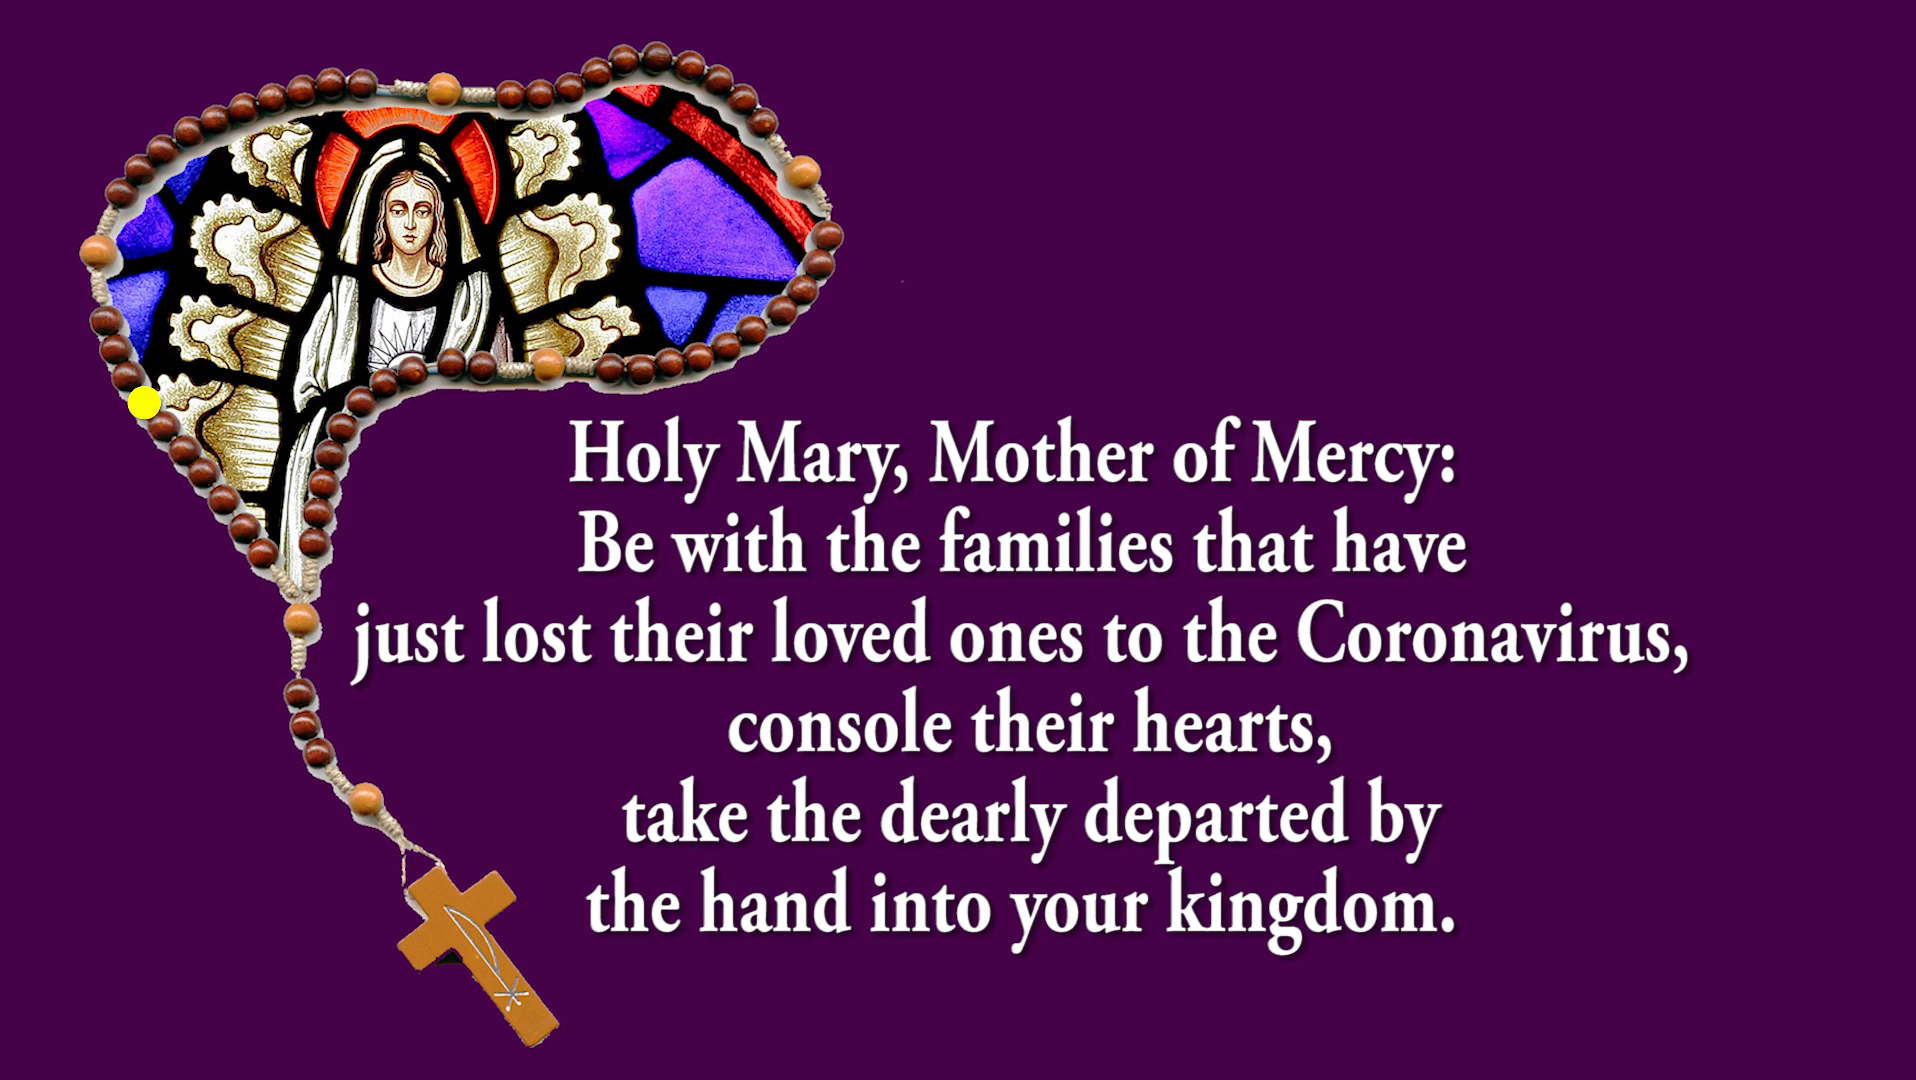 Holy Mary, Mother of Mercy:
Be with the families that have
just lost their loved ones to the Coronavirus,
console their hearts,
take the dearly departed by
the hand into your kingdom.